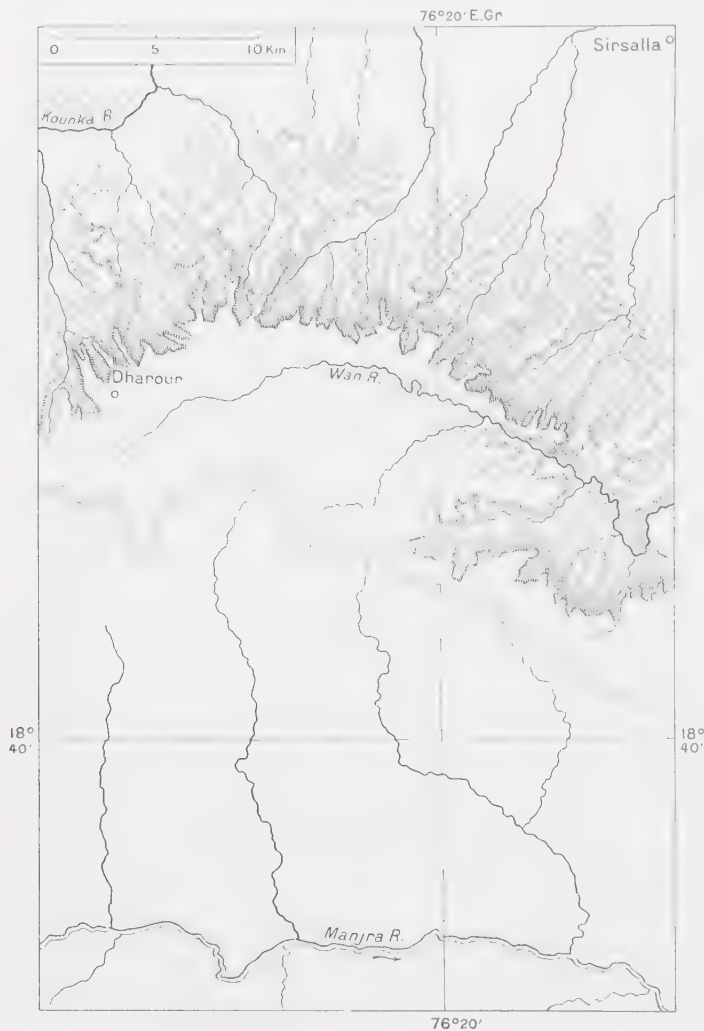 76°20' E.Gr
0 5 10 Km
Sirsalla
Kounka R
Dharour
Wan R.
18° 40'
18° 40'
Manjra R.
76°20'